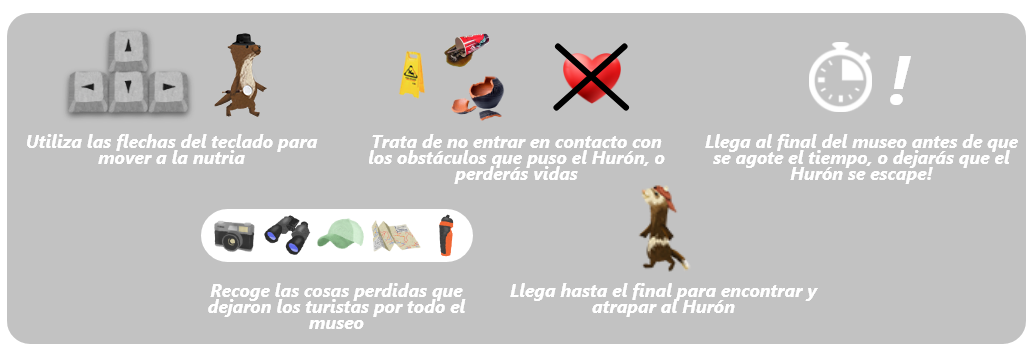 Utiliza las flechas del teclado para
mover a la nutria
Trata de no entrar en contacto con
los obstáculos que puso el Hurón, o
perderás vidas
!
Llega al final del museo antes de que
se agote el tiempo, o dejarás que el
Hurón se escape!
Recoge las cosas perdidas que
dejaron los turistas por todo el
museo
Llega hasta el final para encontrar y
atrapar al Hurón